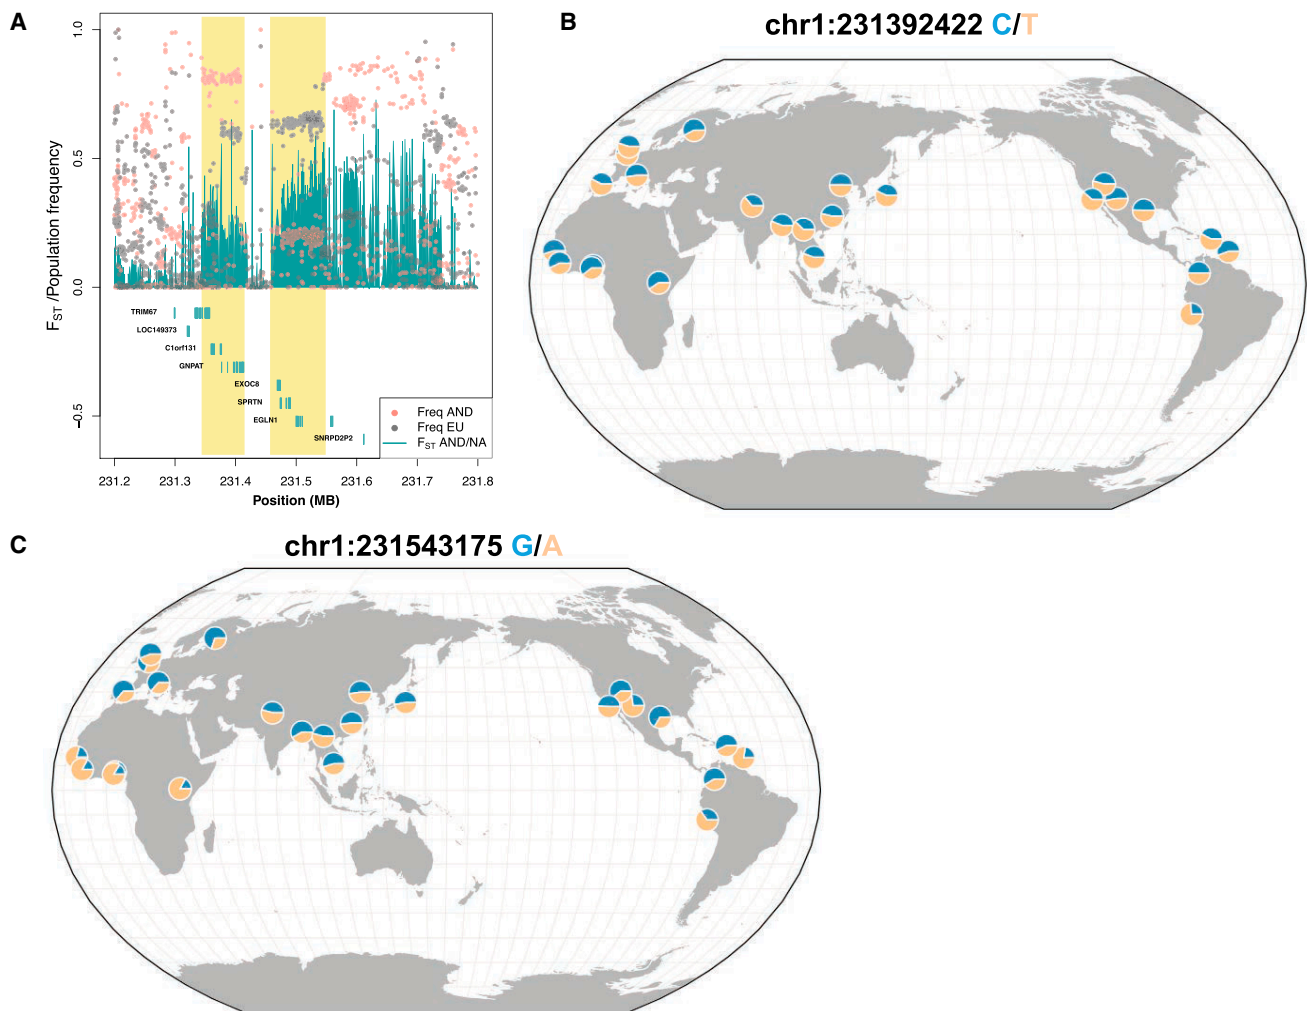 A
1.0
0.5
0.0
−0.5
FST /Population frequency
TRIM67
LOC149373
C1orf131
GNPAT
EXOC8
SPRTN
EGLN1
SNRPD2P2
Freq AND
Freq EU
FST AND/NA
231.2 231.3 231.4 231.5 231.6 231.7 231.8
Position (MB)
B
chr1:231392422 C/T
C
chr1:231543175 G/A